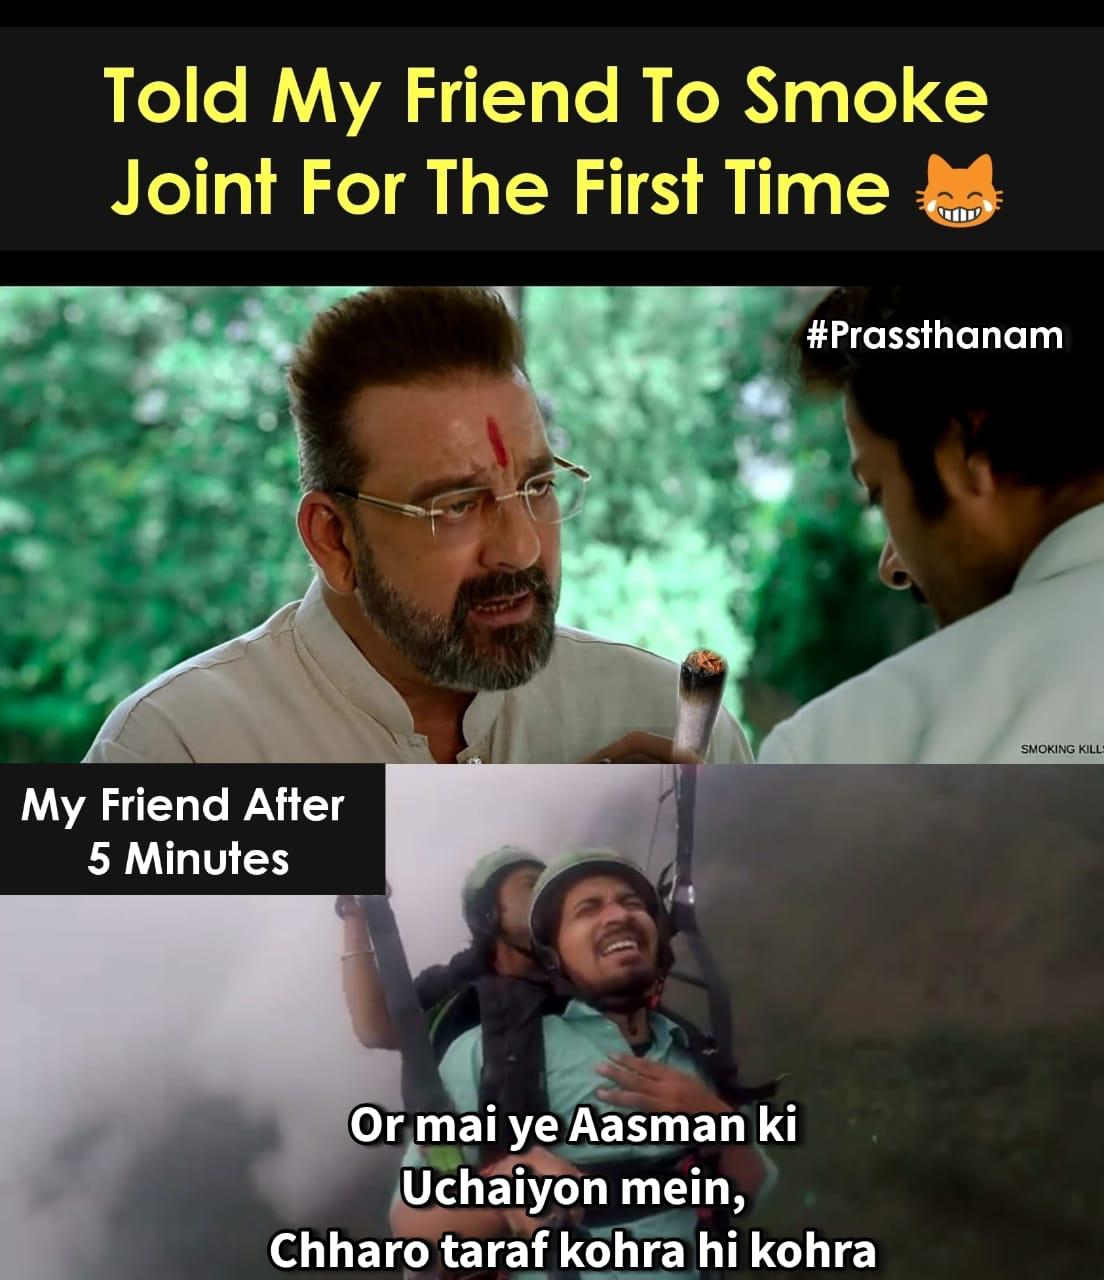 Told My Friend To Smoke
Joint For The First Time
#Prassthanam
SMOKING KILLS
My Friend After
5 Minutes
Or mai ye Aasman ki
Uchaiyon mein,
Chharo taraf kohra hi kohra